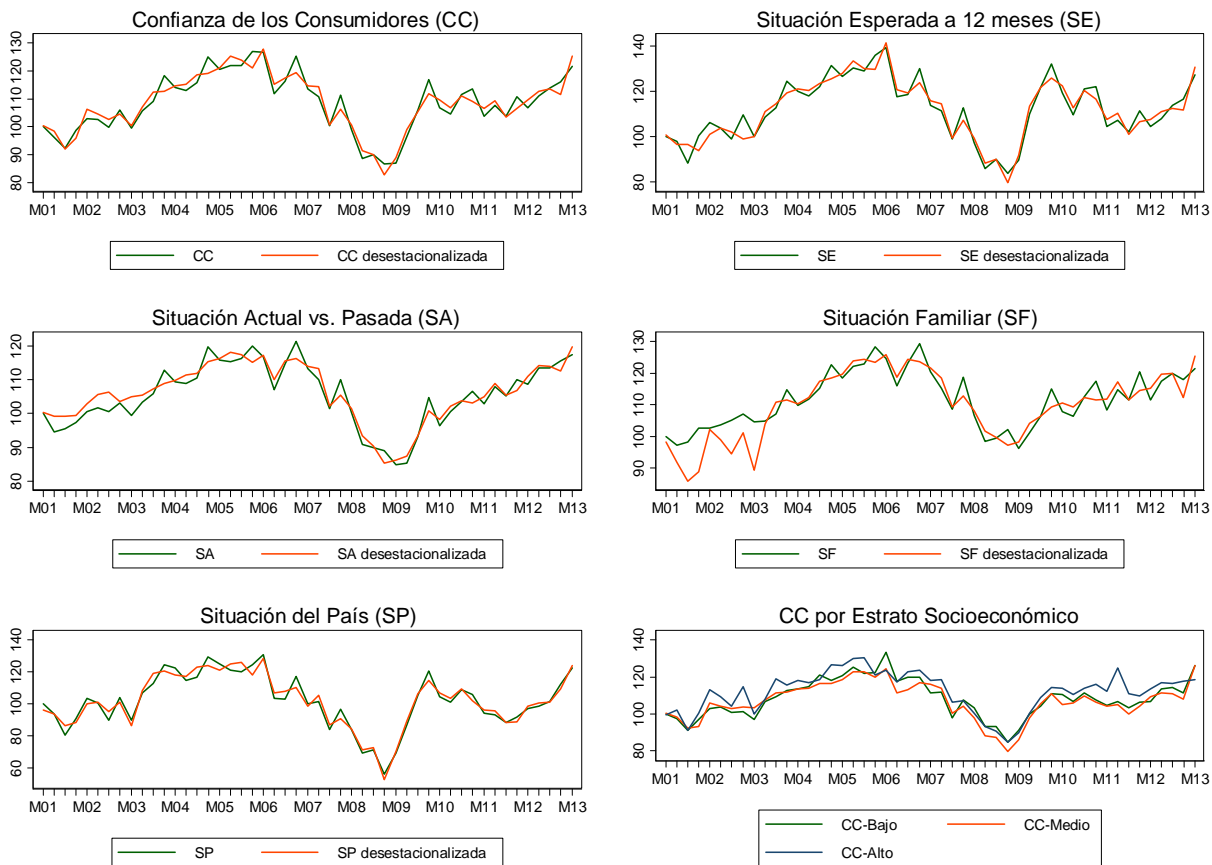 Confianza de los Consumidores (CC)
80 90 100 110 120 130
M01 M02 M03 M04 M05 M06 M07 M08 M09 M10 M11 M12 M13
CC CC desestacionalizada
Situación Esperada a 12 meses (SE)
80 100 120 140
M01 M02 M03 M04 M05 M06 M07 M08 M09 M10 M11 M12 M13
SE SE desestacionalizada
Situación Actual vs. Pasada (SA)
80 90 100 110 120
M01 M02 M03 M04 M05 M06 M07 M08 M09 M10 M11 M12 M13
SA SA desestacionalizada
Situación Familiar (SF)
90 100 110 120 130
M01 M02 M03 M04 M05 M06 M07 M08 M09 M10 M11 M12 M13
SF SF desestacionalizada
Situación del País (SP)
60 80 100 120 140
M01 M02 M03 M04 M05 M06 M07 M08 M09 M10 M11 M12 M13
SP SP desestacionalizada
CC por Estrato Socioeconómico
80 100 120 140
M01 M02 M03 M04 M05 M06 M07 M08 M09 M10 M11 M12 M13
CC-Bajo CC-Medio
CC-Alto